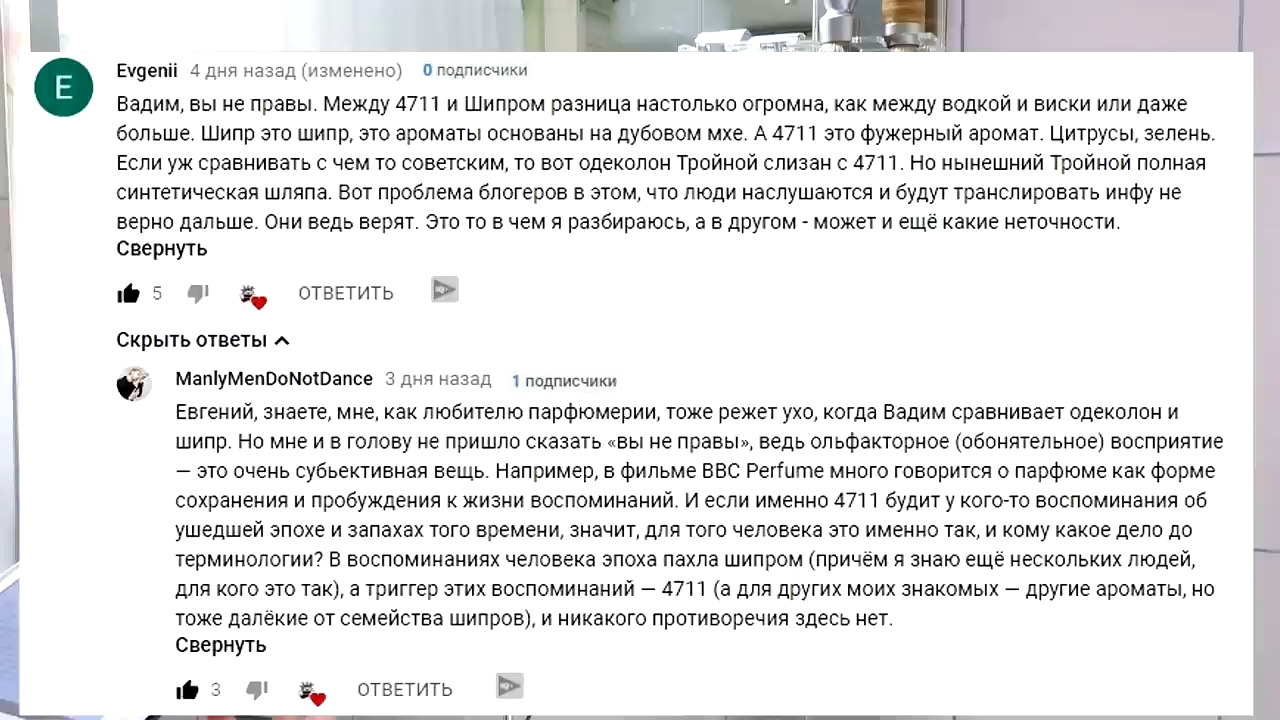 E
Evgenii 4 дня назад (изменено) 0 подписчики
Вадим, вы не правы. Между 4711 и Шипром разница настолько огромна, как между водкой и виски или даже
больше. Шипр это шипр, это ароматы основаны на дубовом мхе. А 4711 это фужерный аромат. Цитрусы, зелень.
Если уж сравнивать с чем то советским, то вот одеколон Тройной слизан с 4711. Но нынешний Тройной полная
синтетическая шляпа. Вот проблема блогеров в этом, что люди наслушаются и будут транслировать инфу не
верно дальше. Они ведь верят. Это то в чем я разбираюсь, а в другом - может и ещё какие неточности.
Свернуть
5 ОТВЕТИТЬ
Скрыть ответы
ManlyMenDoNotDance 3 дня назад 1 подписчики
Евгений, знаете, мне, как любителю парфюмерии, тоже режет ухо, когда Вадим сравнивает одеколон и
шипр. Но мне и в голову не пришло сказать «вы не правы», ведь ольфакторное (обонятельное) восприятие
— это очень субьективная вещь. Например, в фильме BBC Perfume много говорится о парфюме как форме
сохранения и пробуждения к жизни воспоминаний. И если именно 4711 будит у кого-то воспоминания об
ушедшей эпохе и запахах того времени, значит, для того человека это именно так, и кому какое дело до
терминологии? В воспоминаниях человека эпоха пахла шипром (причём я знаю ещё нескольких людей,
для кого это так), а триггер этих воспоминаний — 4711 (а для других моих знакомых — другие ароматы, но
тоже далёкие от семейства шипров), и никакого противоречия здесь нет.
Свернуть
3 ОТВЕТИТЬ